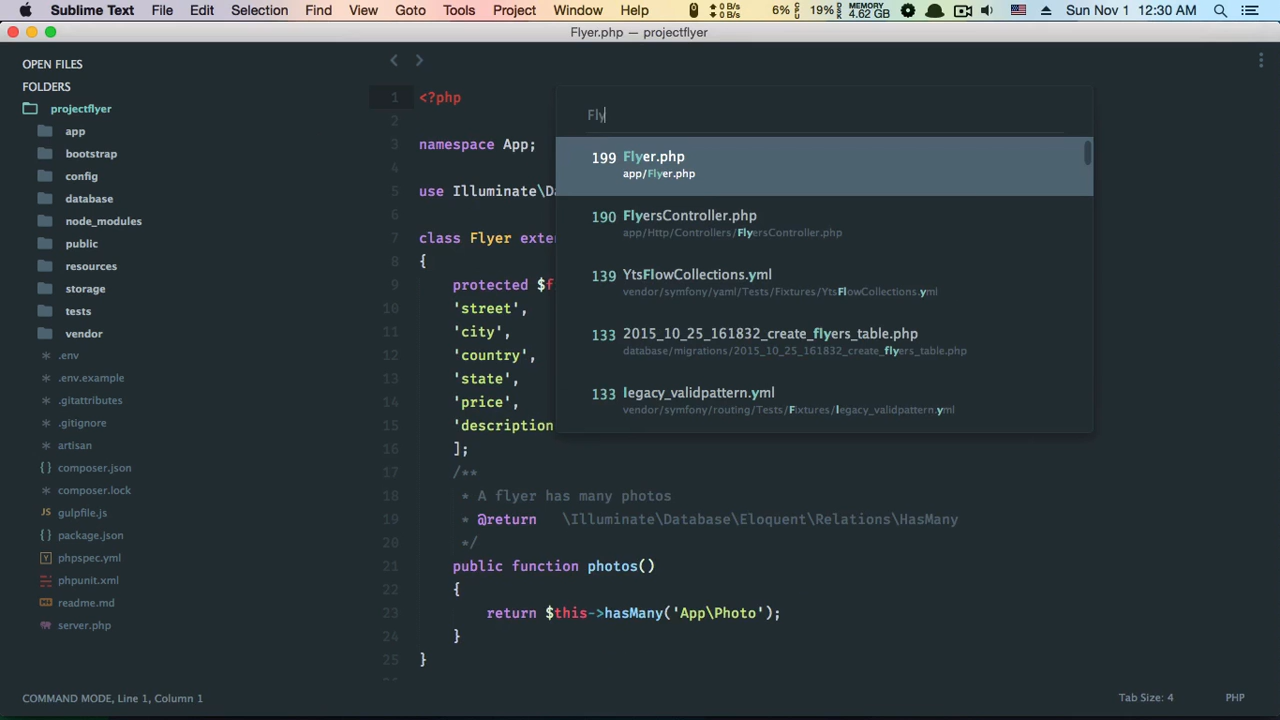 Sublime Text File Edit Selection Find View Goto Tools Project Window Help 0 B/s 0 B/s 6% CPU 19% MEMORY 4.62 GB Sun Nov 1 12:30 AM
Flyer.php — projectflyer
OPEN FILES
FOLDERS
projectflyer
app
bootstrap
config
database
node_modules
public
resources
storage
tests
vendor
.env
.env.example
.gitattributes
.gitignore
artisan
composer.json
composer.lock
gulpfile.js
package.json
phpspec.yml
phpunit.xml
readme.md
server.php
1 <?php
2
3 namespace App;
4
5 use Illuminate\Da
6
7 class Flyer exte
8 {
9 protected $f
10 'street',
11 'city',
12 'country',
13 'state',
14 'price',
15 'description
16 ];
17 /**
18 * A flyer has many photos
19 * @return \Illuminate\Database\Eloquent\Relations\HasMany
20 */
21 public function photos()
22 {
23 return $this->hasMany('App\Photo');
24 }
25 }
Fly
199 Flyer.php
app/Flyer.php
190 FlyersController.php
app/Http/Controllers/FlyersController.php
139 YtsFlowCollections.yml
vendor/symfony/yaml/Tests/Fixtures/YtsFlowCollections.yml
133 2015_10_25_161832_create_flyers_table.php
database/migrations/2015_10_25_161832_create_flyers_table.php
133 legacy_validpattern.yml
vendor/symfony/routing/Tests/Fixtures/legacy_validpattern.yml
COMMAND MODE, Line 1, Column 1 Tab Size: 4 PHP